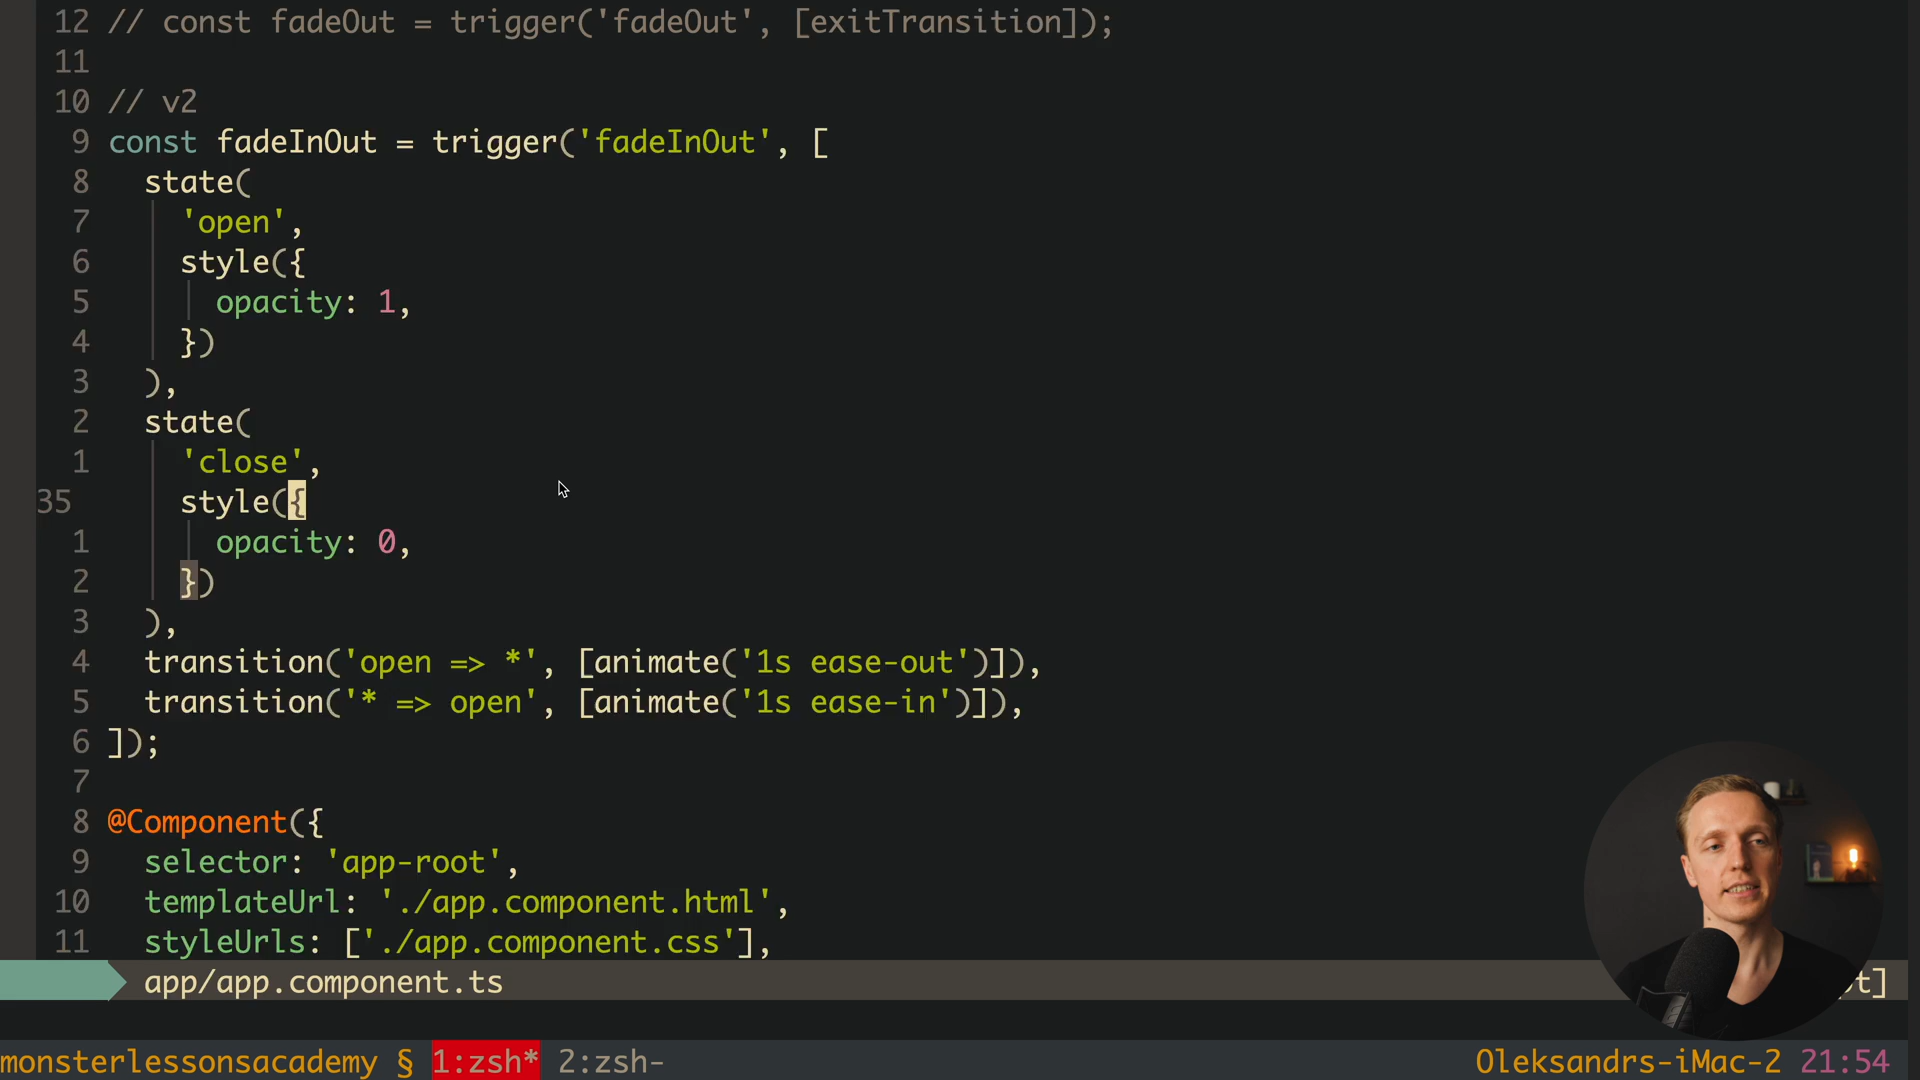 12 // const fadeOut = trigger('fadeOut', [exitTransition]);
11
10 // v2
9 const fadeInOut = trigger('fadeInOut', [
8 state(
7 'open',
6 style({
5 opacity: 1,
4 })
3 ),
2 state(
1 'close',
35 style({
1 opacity: 0,
2 })
3 ),
4 transition('open => *', [animate('1s ease-out')]),
5 transition('* => open', [animate('1s ease-in')]),
6 ]);
7
8 @Component({
9 selector: 'app-root',
10 templateUrl: './app.component.html',
11 styleUrls: ['./app.component.css'],
app/app.component.ts t]
monsterlessonsacademy § 1:zsh* 2:zsh- Oleksandrs-iMac-2 21:54